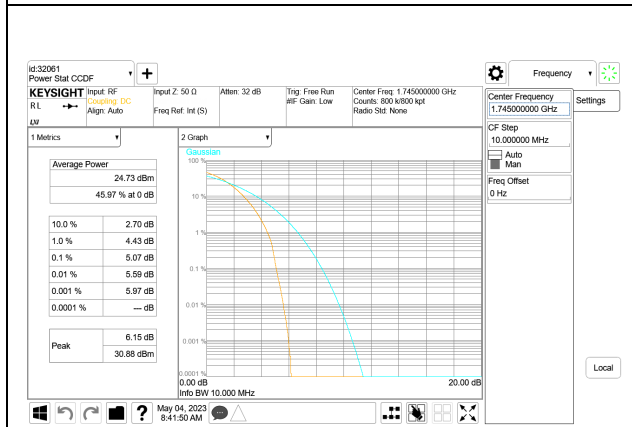 id:32061
Power Stat CCDF
Frequency
KEYSIGHT
Input: RF
Input Z: 50 Ω
Atten: 32 dB
Trig: Free Run
Center Freq: 1.745000000 GHz
R L
Coupling: DC
#IF Gain: Low
Counts: 800 k/800 kpt
Align: Auto
Freq Ref: Int (S)
Radio Std: None
LXI
Center Frequency
1.745000000 GHz
Settings
CF Step
10.000000 MHz
Auto
Man
Freq Offset
0 Hz
Local
1 Metrics
Average Power
24.73 dBm
45.97 % at 0 dB
10.0 % 2.70 dB
1.0 % 4.43 dB
0.1 % 5.07 dB
0.01 % 5.59 dB
0.001 % 5.97 dB
0.0001 % --- dB
Peak
6.15 dB
30.88 dBm
2 Graph
Gaussian
100 %
10 %
1 %
0.1 %
0.01 %
0.001 %
0.0001 %
0.00 dB
20.00 dB
Info BW 10.000 MHz
?
May 04, 2023
8:41:50 AM